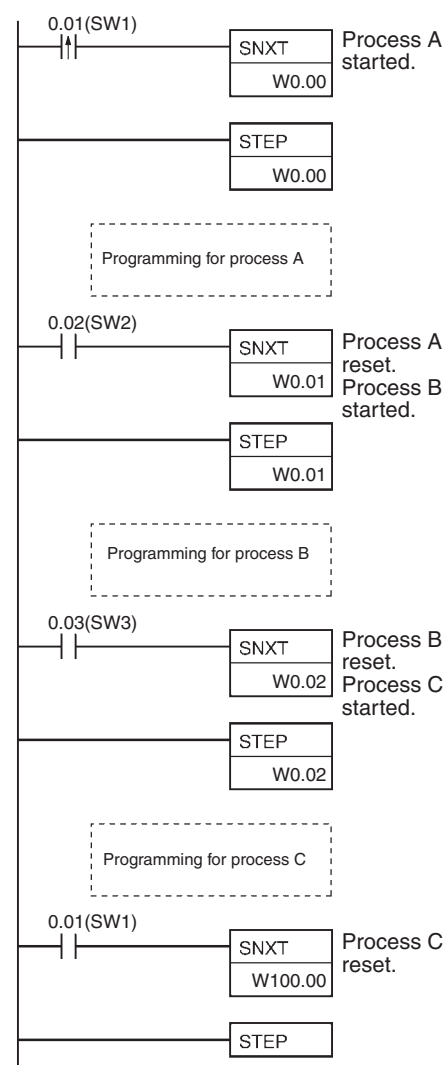 0.01(SW1)
SNXT
W0.00
Process A
started.
STEP
W0.00
Programming for process A
0.02(SW2)
SNXT
W0.01
Process A
reset.
Process B
started.
STEP
W0.01
Programming for process B
0.03(SW3)
SNXT
W0.02
Process B
reset.
Process C
started.
STEP
W0.02
Programming for process C
0.01(SW1)
SNXT
W100.00
Process C
reset.
STEP